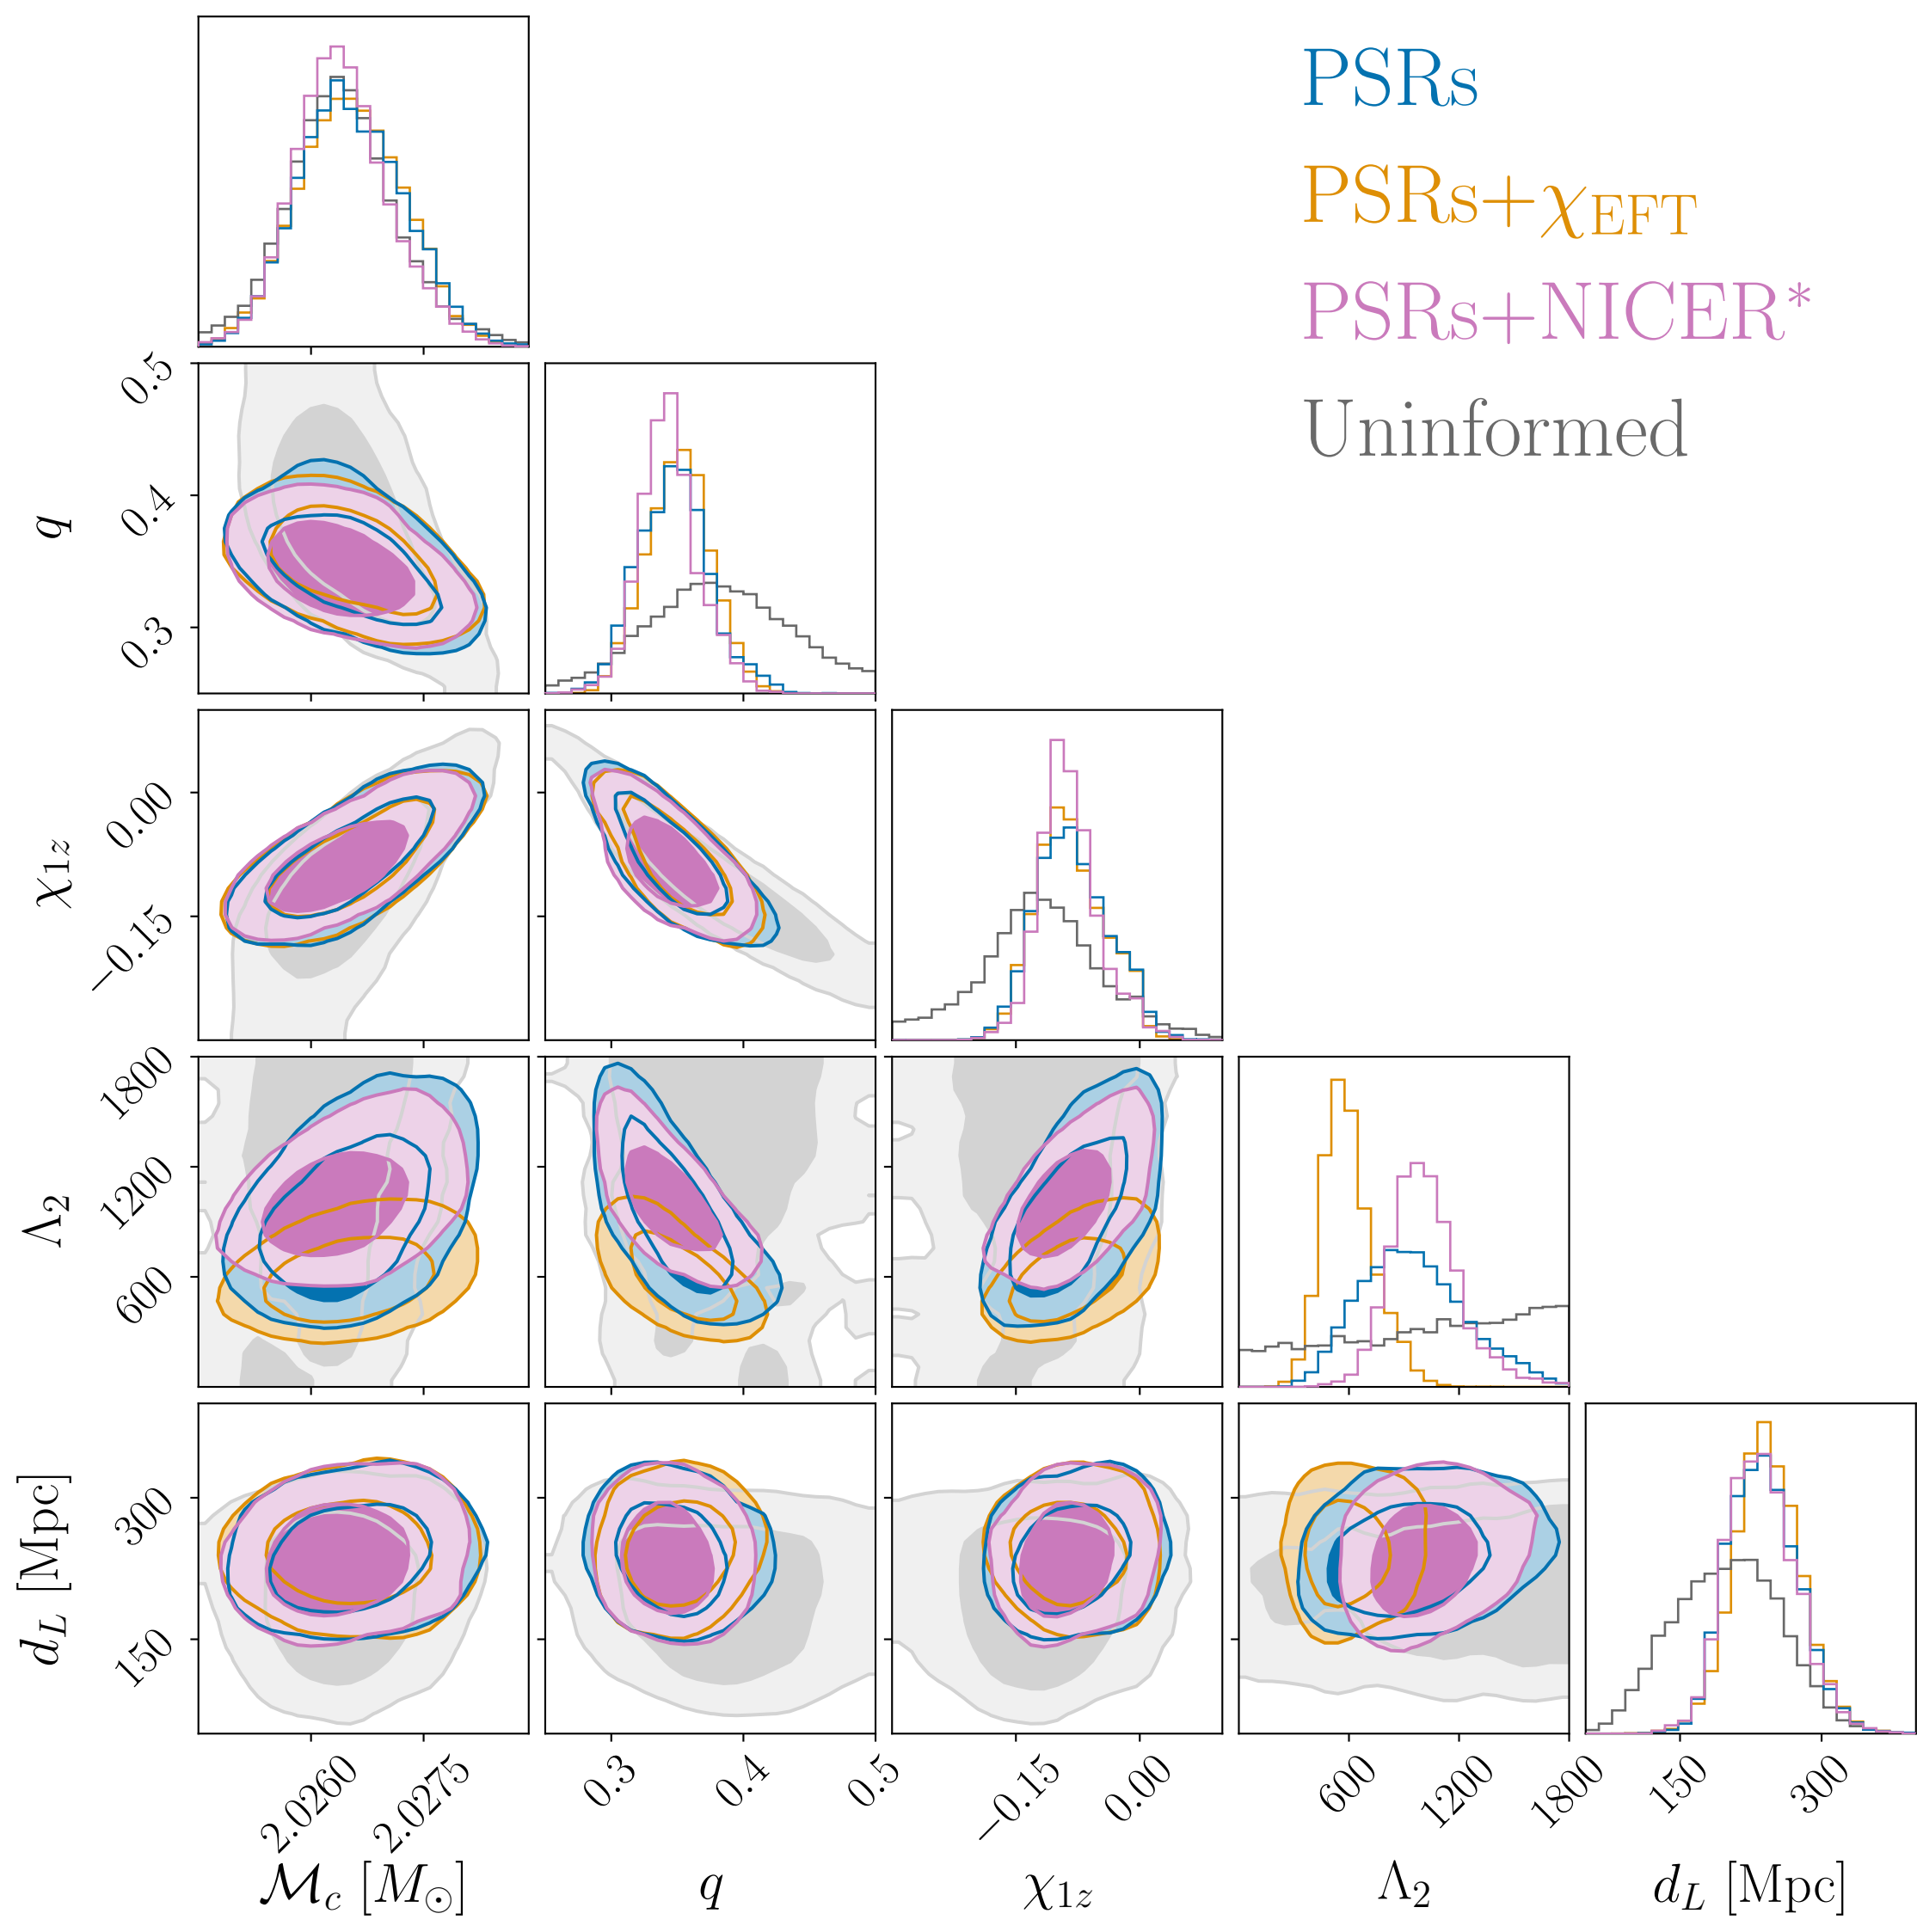 PSRs
PSRs+χEFT
PSRs+NICER*
Uninformed
0.5
0.4
0.3
q
0.00
−0.15
χ1z
1800
1200
600
Λ2
300
150
dL [Mpc]
2.0260 2.0275 0.3 0.4 0.5 −0.15 0.00 600 1200 1800 150 300
ℳc [M⊙] q χ1z Λ2 dL [Mpc]